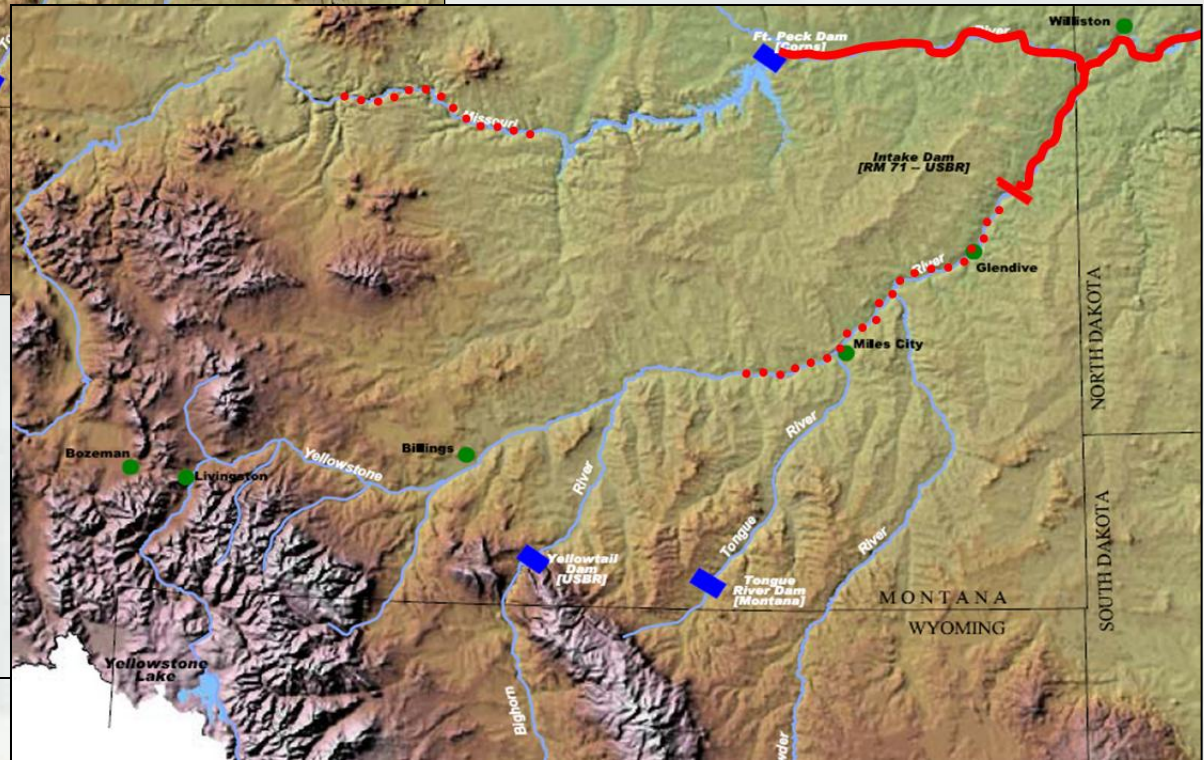 Williston
River
Ft. Peck Dam
[Corps]
Missouri
Intake Dam
[RM 71 -- USBR]
River
Glendive
NORTH DAKOTA
Miles City
River
Bozeman
Livingston
Yellowstone
Billings
River
Tongue
River
SOUTH DAKOTA
Yellowtail
Dam
[USBR]
Tongue
River Dam
[Montana]
MONTANA
WYOMING
Yellowstone
Lake
Bighorn